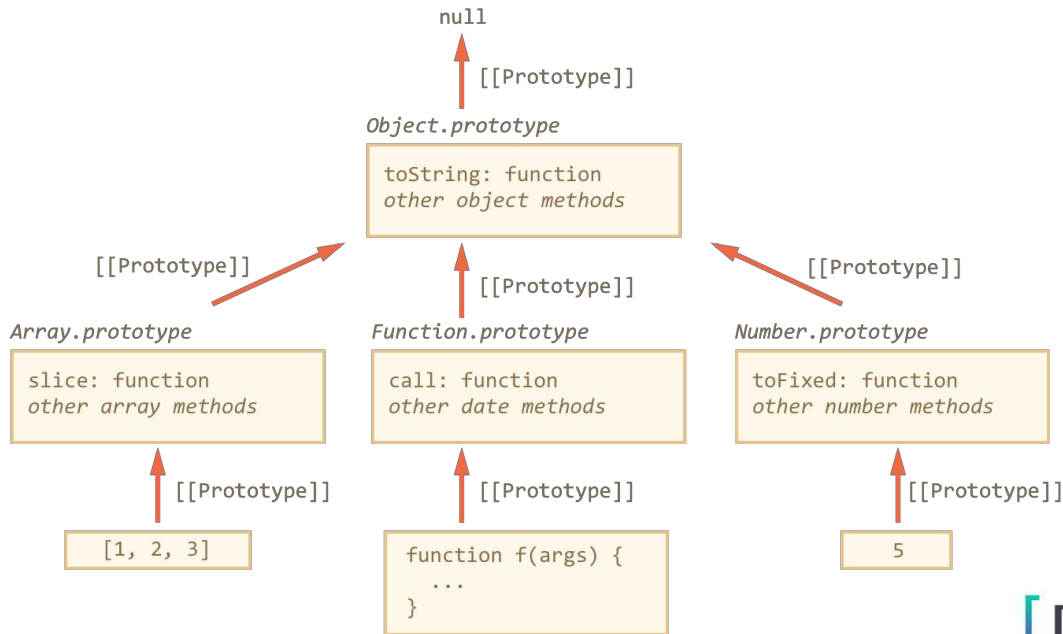 null
[[Prototype]]
Object.prototype
toString: function
other object methods
[[Prototype]]
[[Prototype]]
[[Prototype]]
Array.prototype
Function.prototype
Number.prototype
slice: function
other array methods
call: function
other date methods
toFixed: function
other number methods
[[Prototype]]
[[Prototype]]
[[Prototype]]
[1, 2, 3]
function f(args) {
...
}
5